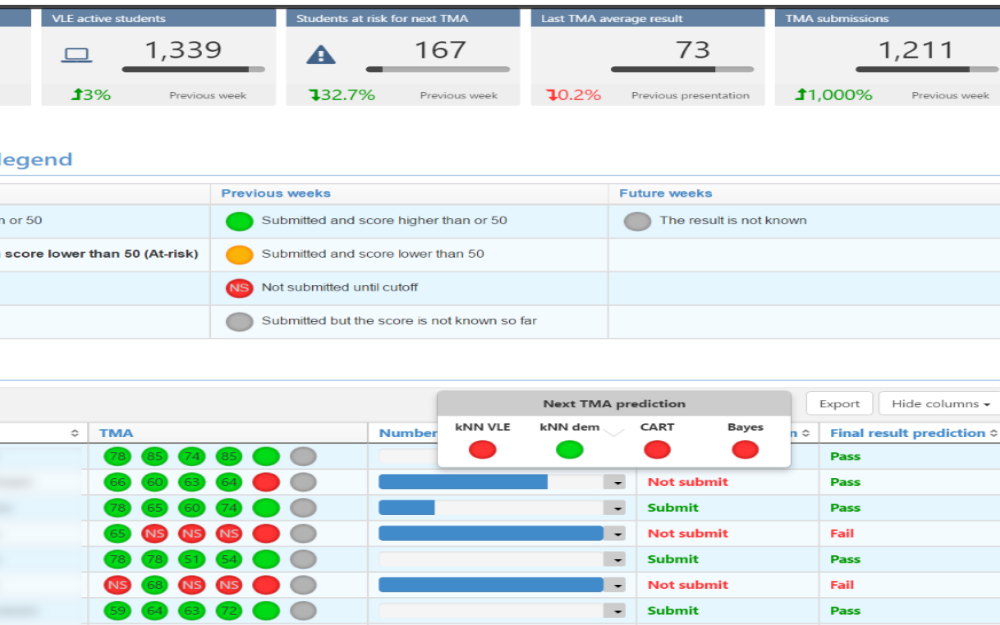 VLE active students
1,339
3% Previous week
Students at risk for next TMA
167
32.7% Previous week
Last TMA average result
73
0.2% Previous presentation
TMA submissions
1,211
1,000% Previous week
legend
Previous weeks Future weeks
or 50 Submitted and score higher than or 50 The result is not known
score lower than 50 (At-risk) Submitted and score lower than 50
NS Not submitted until cutoff
Submitted but the score is not known so far
Next TMA prediction Export Hide columns
kNN VLE kNN dem CART Bayes
TMA Number Final result prediction
78 85 74 85 Pass
66 60 63 64 Not submit Pass
78 65 60 74 Submit Pass
65 NS NS NS Not submit Fail
78 78 51 54 Submit Pass
NS 68 NS NS Not submit Fail
59 64 63 72 Submit Pass